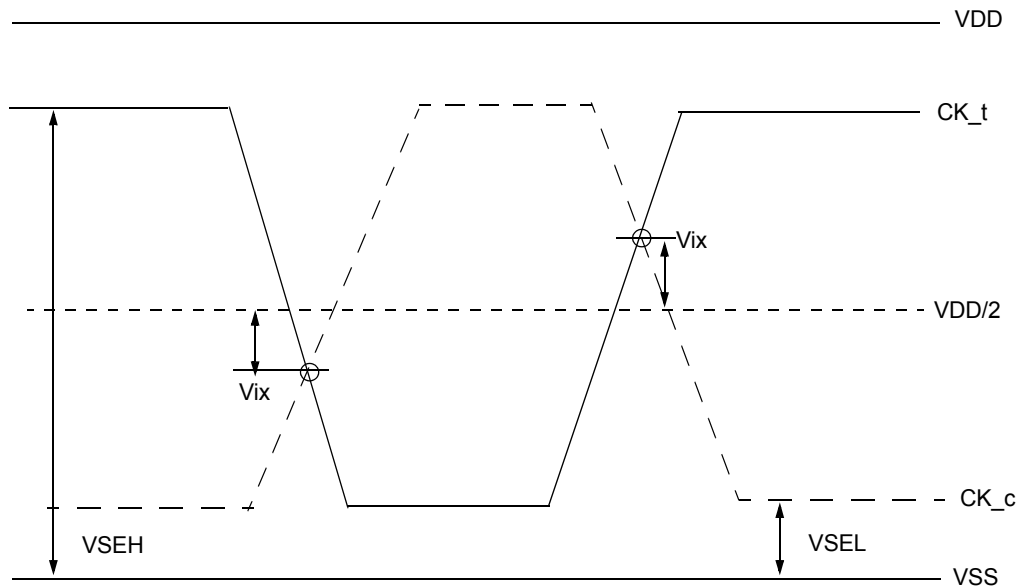 VDD
CK_t
Vix
VDD/2
Vix
CK_c
VSEH
VSEL
VSS